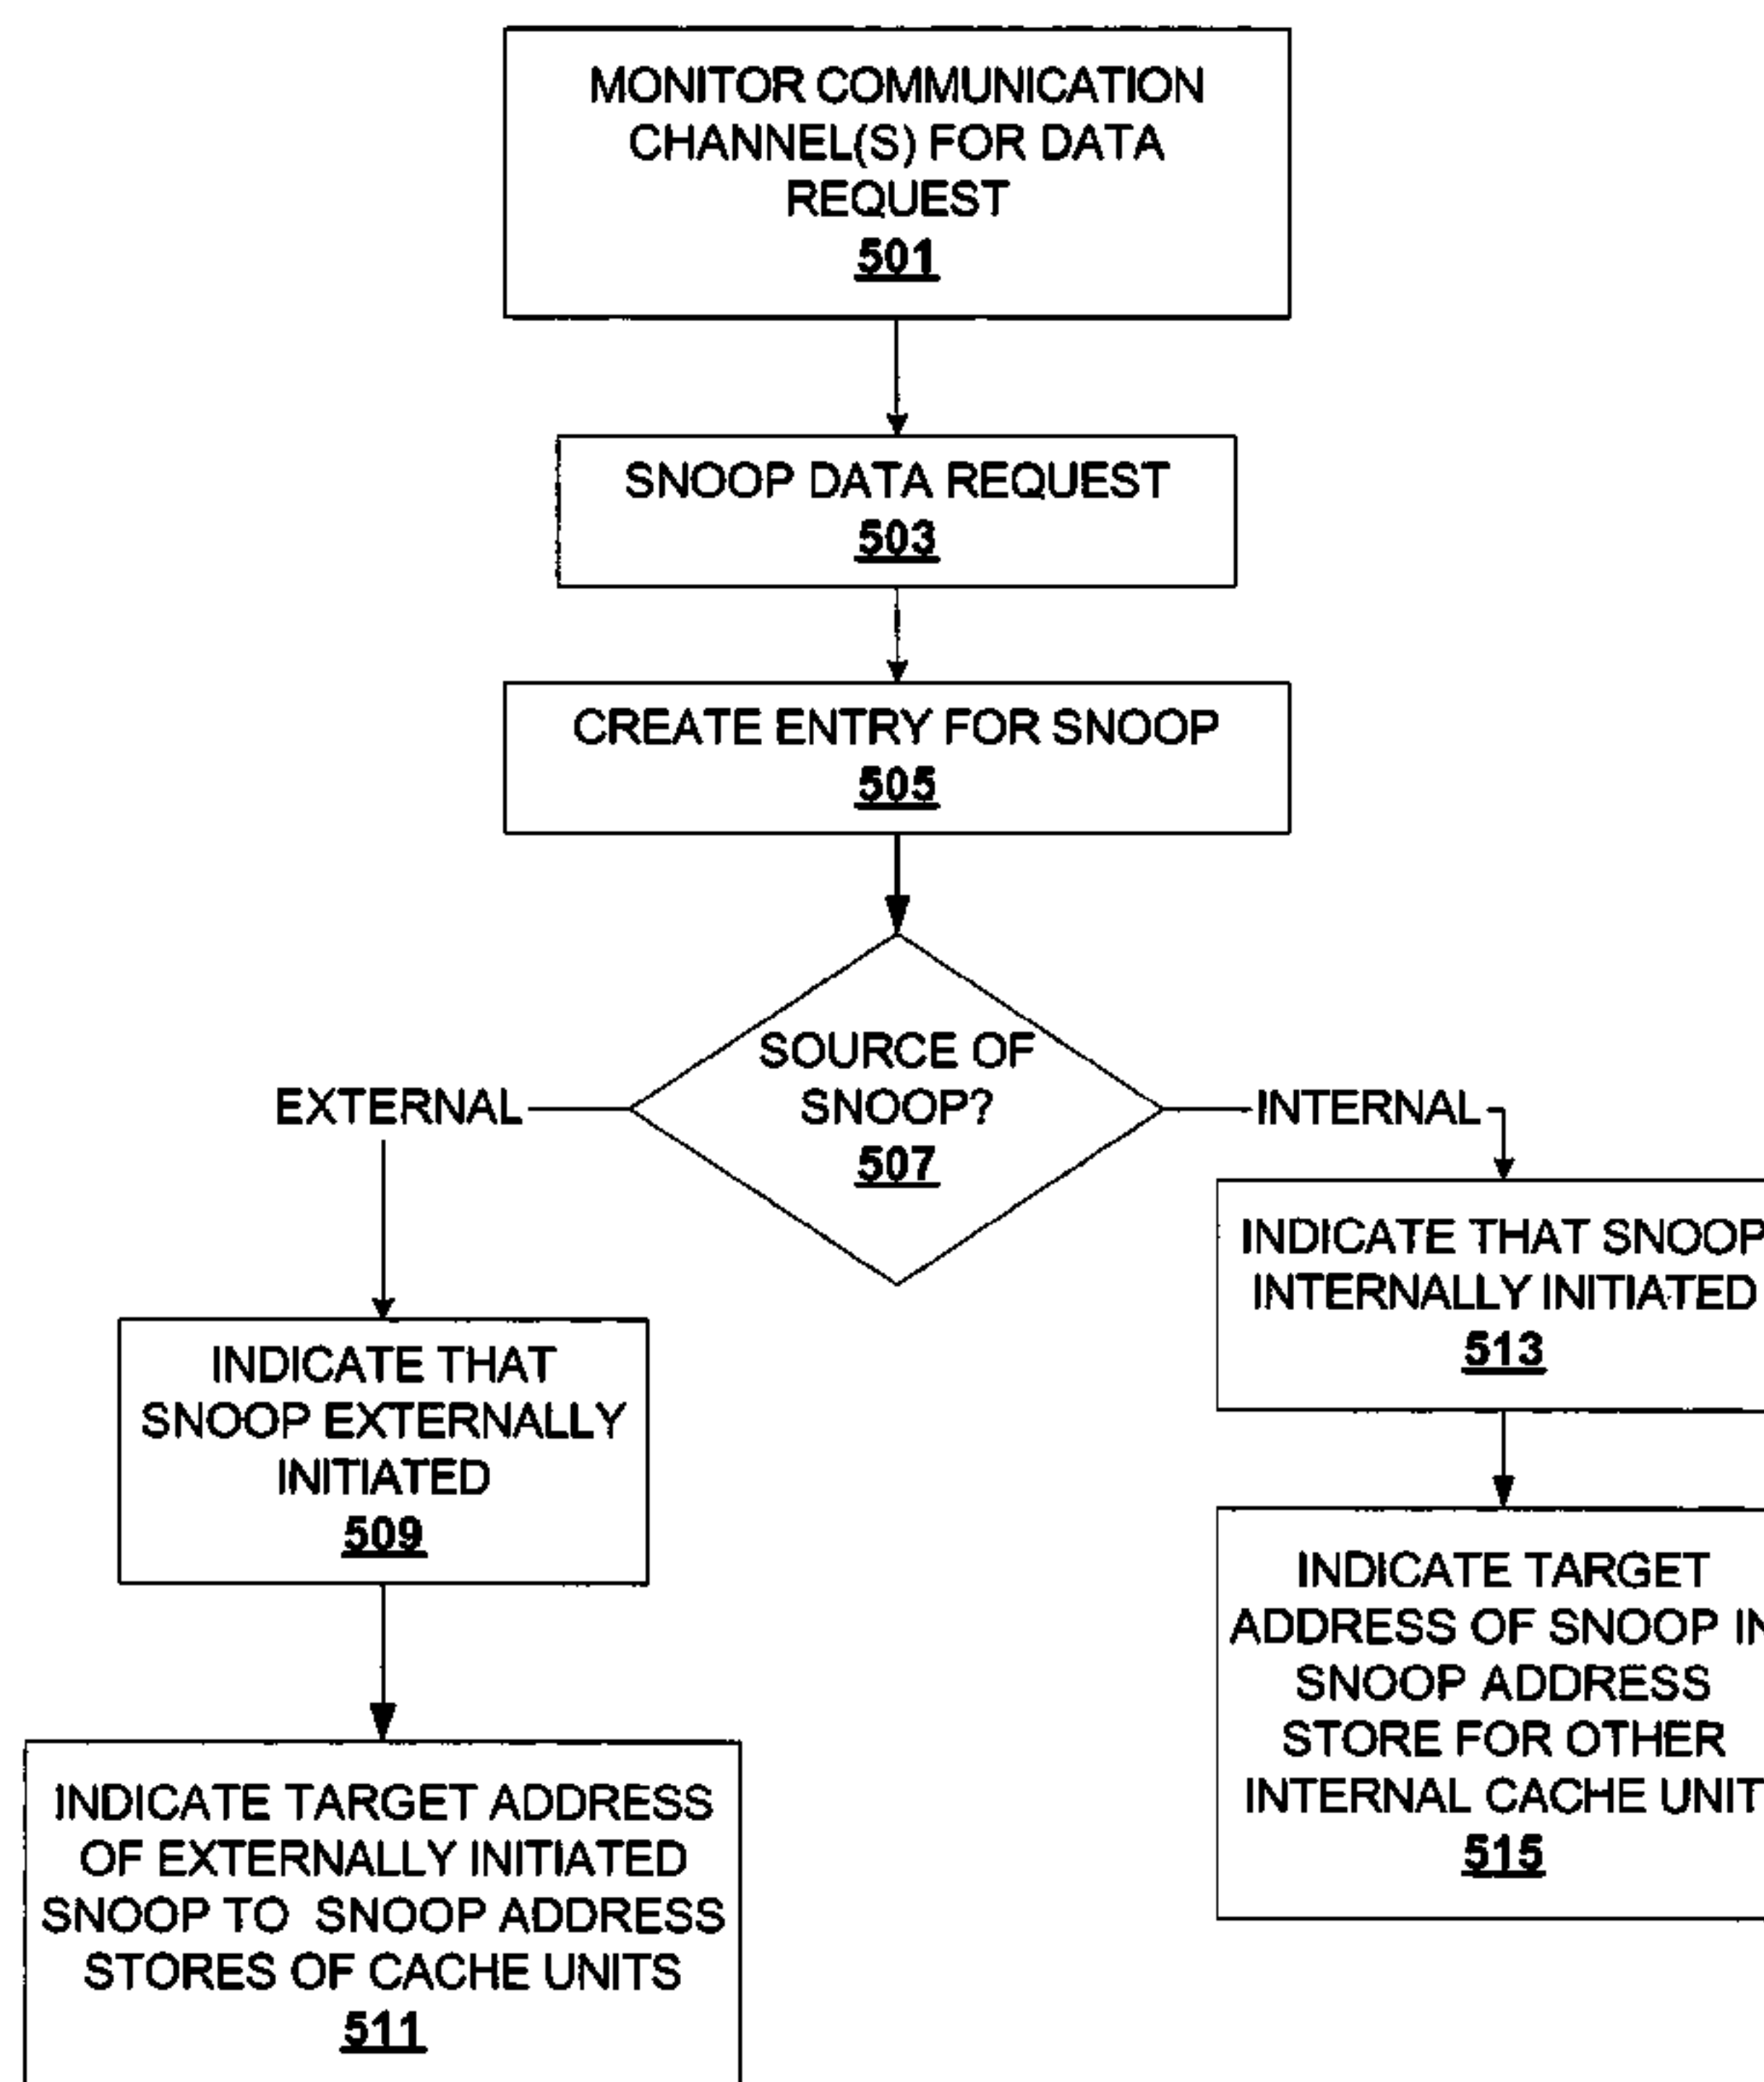 MONITOR COMMUNICATION
CHANNEL(S) FOR DATA
REQUEST
501
SNOOP DATA REQUEST
503
CREATE ENTRY FOR SNOOP
505
SOURCE OF
SNOOP?
507
EXTERNAL
INTERNAL
INDICATE THAT
SNOOP EXTERNALLY
INITIATED
509
INDICATE TARGET ADDRESS
OF EXTERNALLY INITIATED
SNOOP TO SNOOP ADDRESS
STORES OF CACHE UNITS
511
INDICATE THAT SNOOP
INTERNALLY INITIATED
513
INDICATE TARGET
ADDRESS OF SNOOP IN
SNOOP ADDRESS
STORE FOR OTHER
INTERNAL CACHE UNIT
515